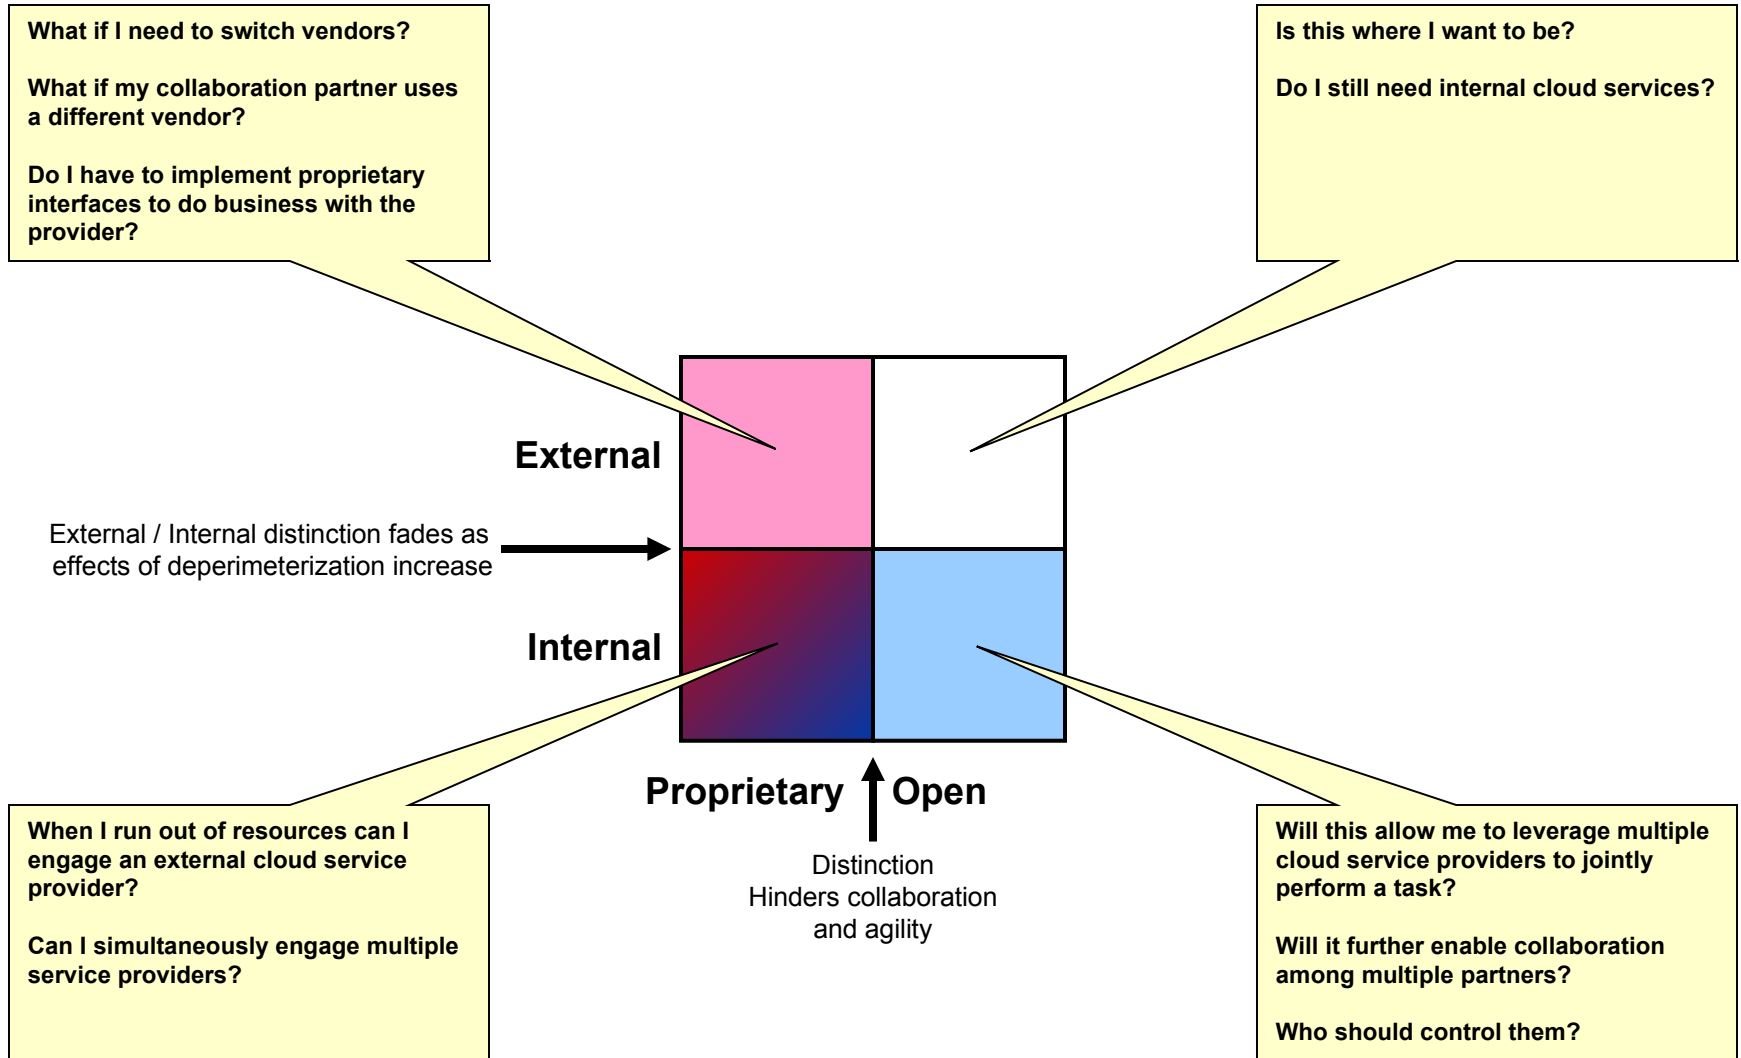 What if I need to switch vendors?
What if my collaboration partner uses
a different vendor?
Do I have to implement proprietary
interfaces to do business with the
provider?
Is this where I want to be?
Do I still need internal cloud services?
External
External / Internal distinction fades as
effects of deperimeterization increase
Internal
Proprietary
Open
Distinction
Hinders collaboration
and agility
When I run out of resources can I
engage an external cloud service
provider?
Can I simultaneously engage multiple
service providers?
Will this allow me to leverage multiple
cloud service providers to jointly
perform a task?
Will it further enable collaboration
among multiple partners?
Who should control them?